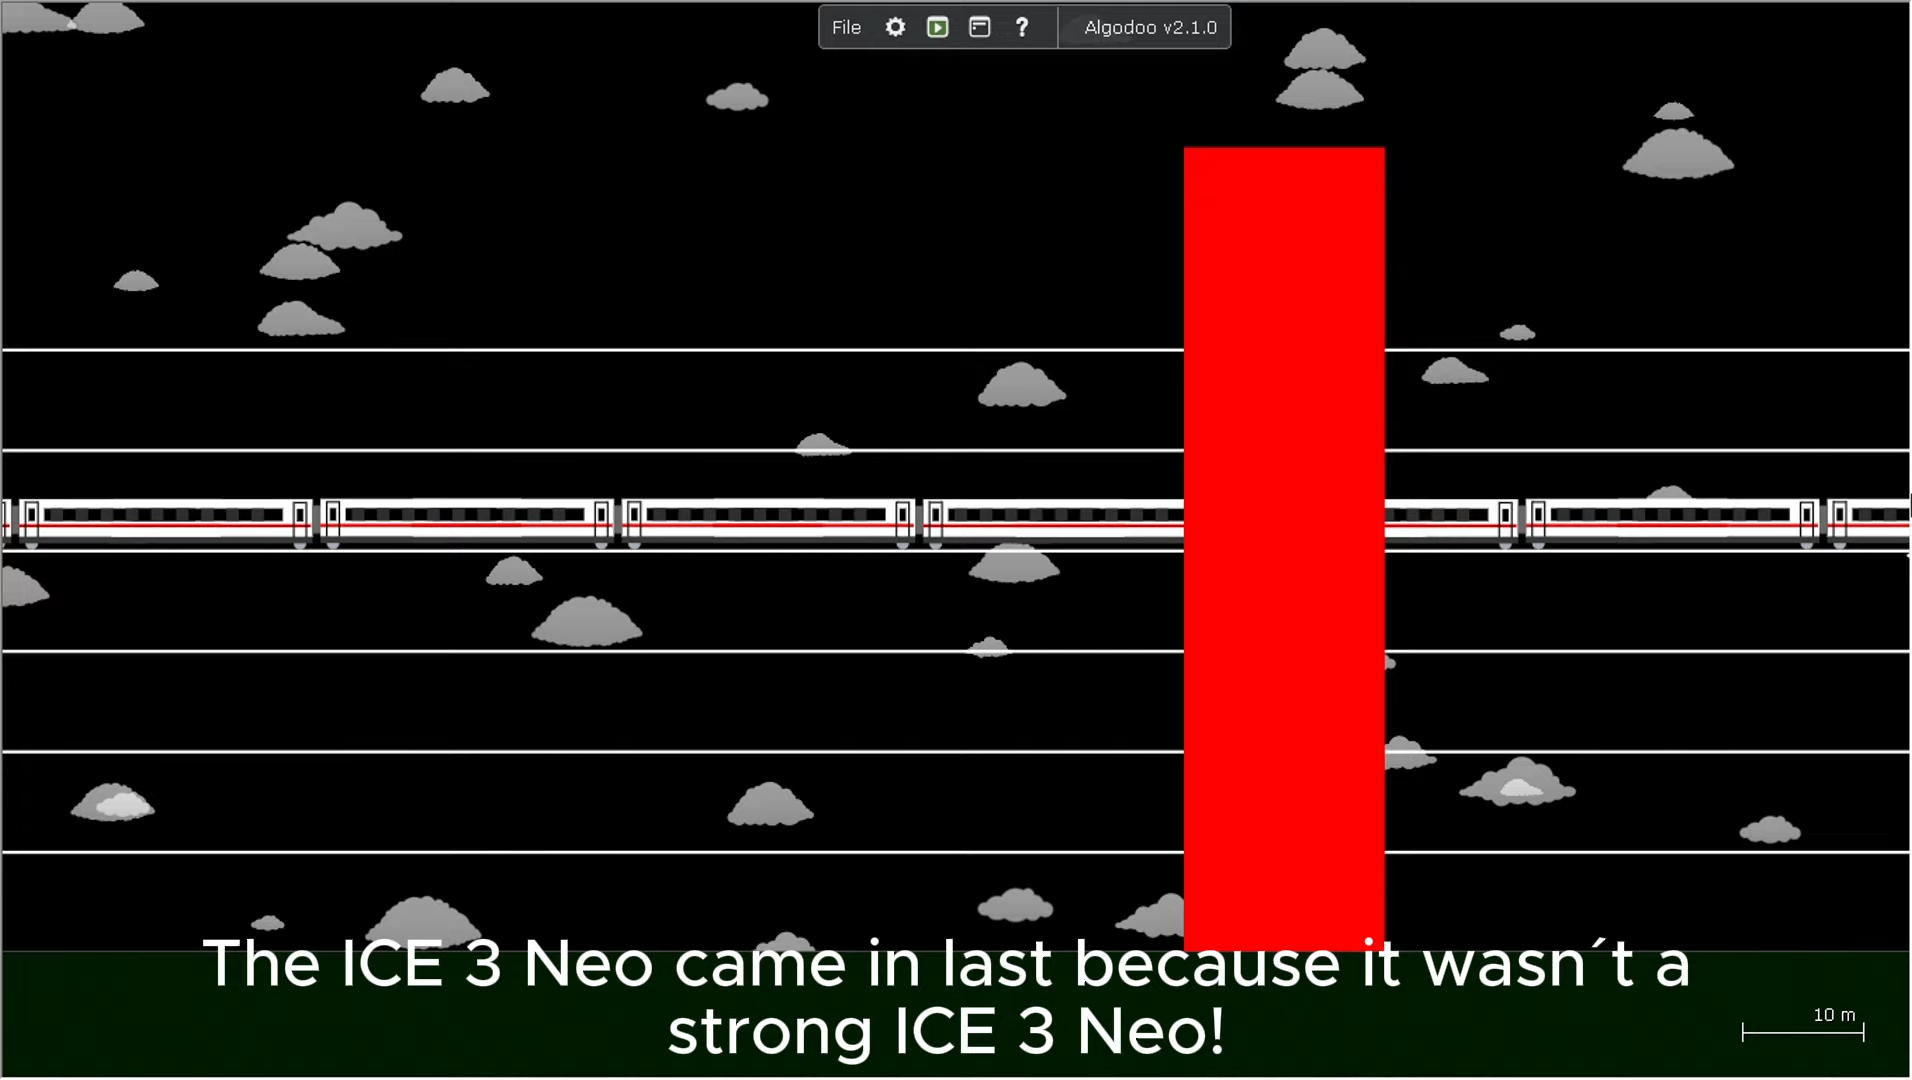 File ? Algodoo v2.1.0
The ICE 3 Neo came in last because it wasn´t a
strong ICE 3 Neo!
10 m